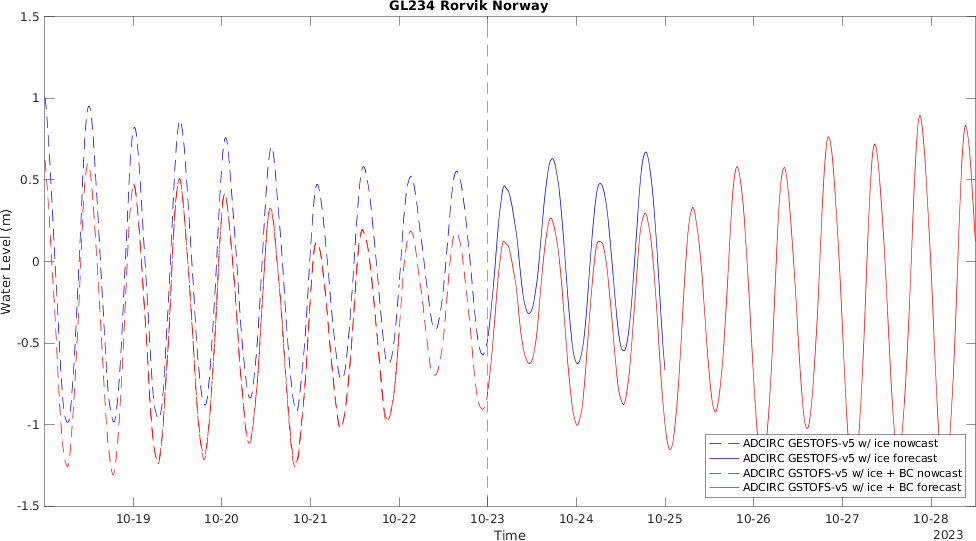 GL234 Rorvik Norway
1.5
1
0.5
0
-0.5
-1
-1.5
Water Level (m)
10-19 10-20 10-21 10-22 10-23 10-24 10-25 10-26 10-27 10-28
Time
2023
ADCIRC GESTOFS-v5 w/ ice nowcast
ADCIRC GESTOFS-v5 w/ ice forecast
ADCIRC GSTOFS-v5 w/ ice + BC nowcast
ADCIRC GSTOFS-v5 w/ ice + BC forecast